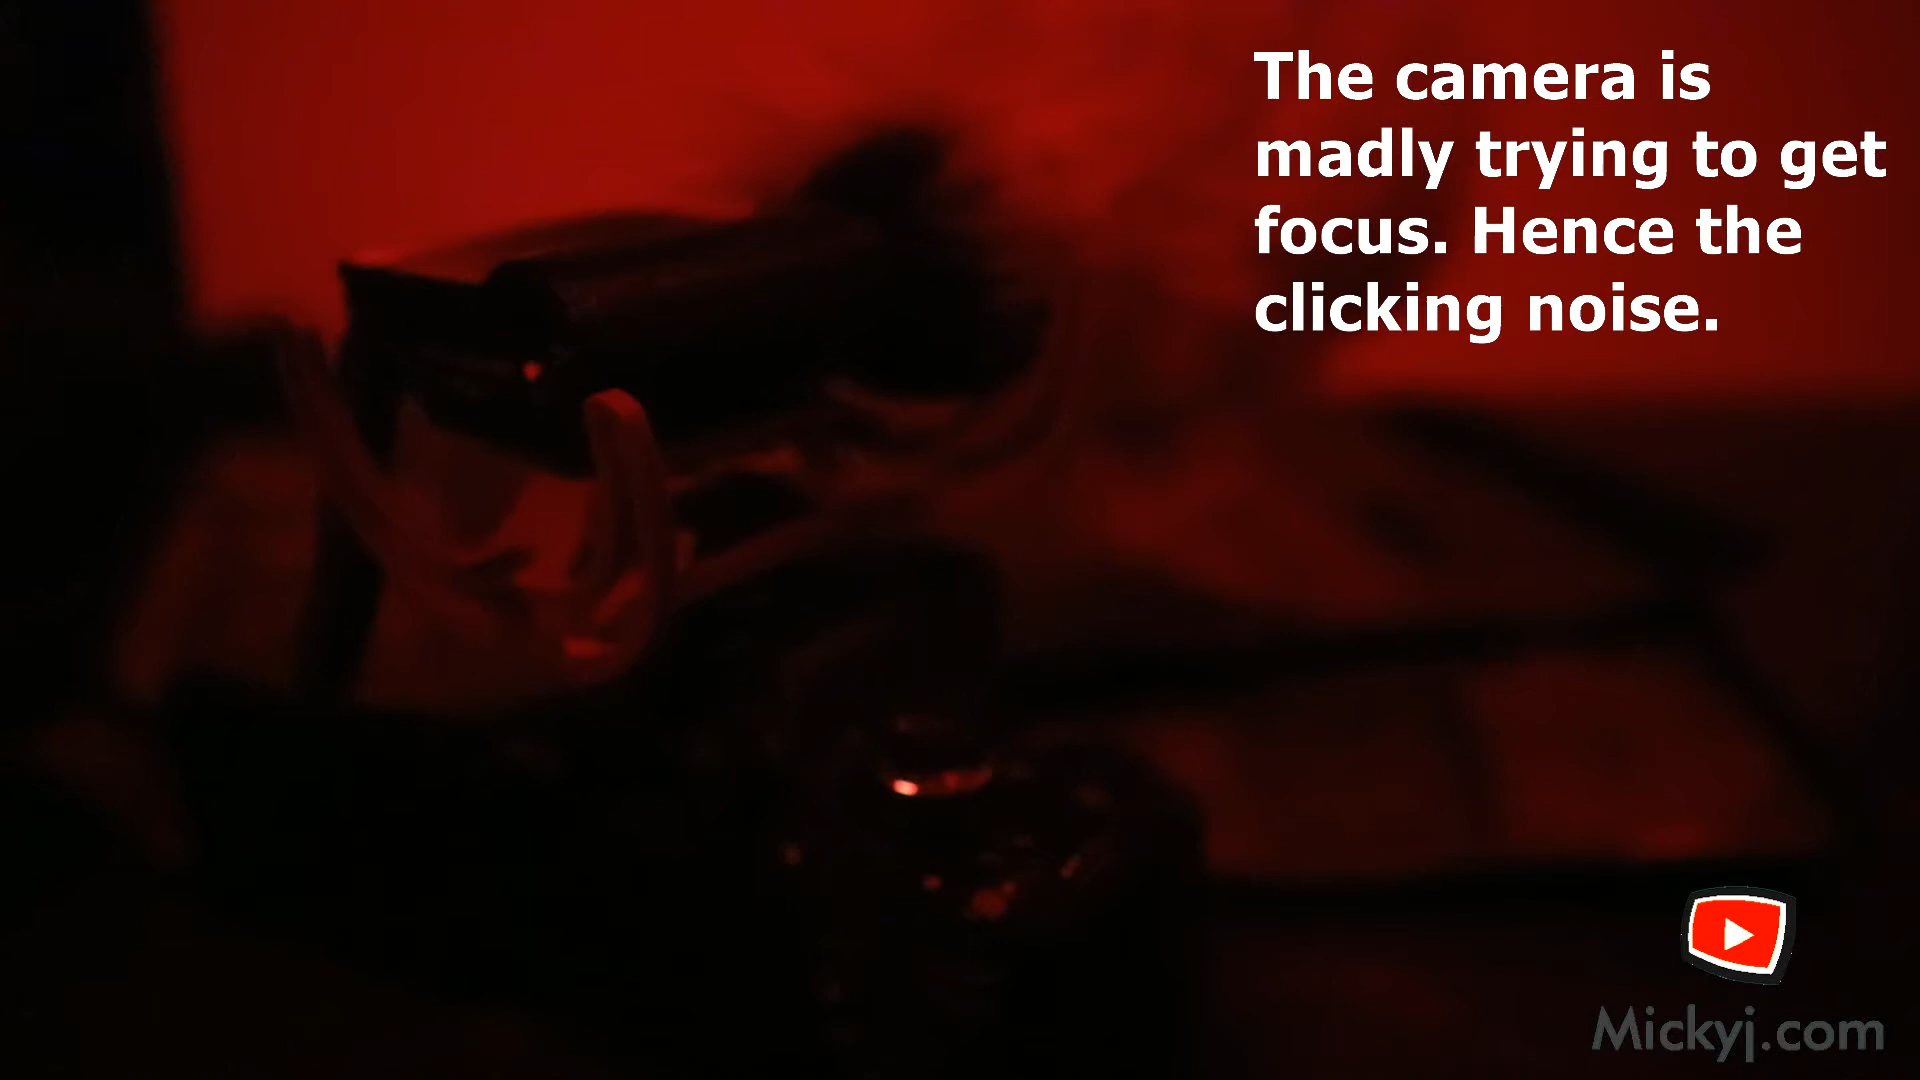 The camera is
madly trying to get
focus. Hence the
clicking noise.
Mickyj.com